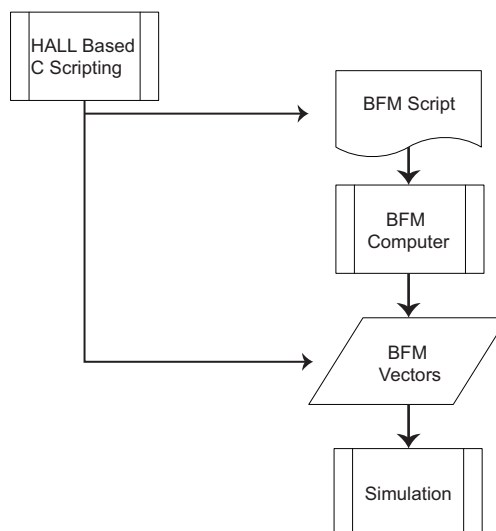 HALL Based
C Scripting
BFM Script
BFM
Computer
BFM
Vectors
Simulation